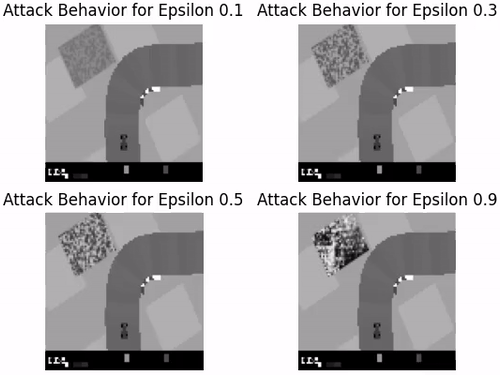 Attack Behavior for Epsilon 0.1
Attack Behavior for Epsilon 0.3
Attack Behavior for Epsilon 0.5
Attack Behavior for Epsilon 0.9